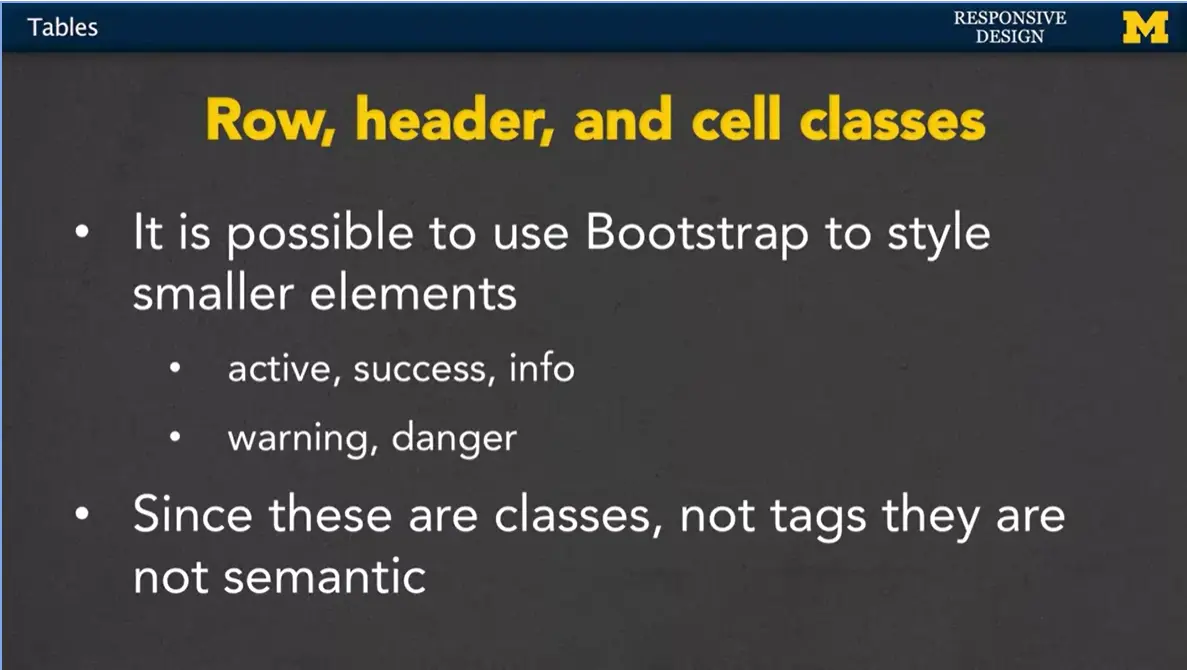 Tables
RESPONSIVE
DESIGN
M
Row, header, and cell classes
• It is possible to use Bootstrap to style
smaller elements
• active, success, info
• warning, danger
• Since these are classes, not tags they are
not semantic